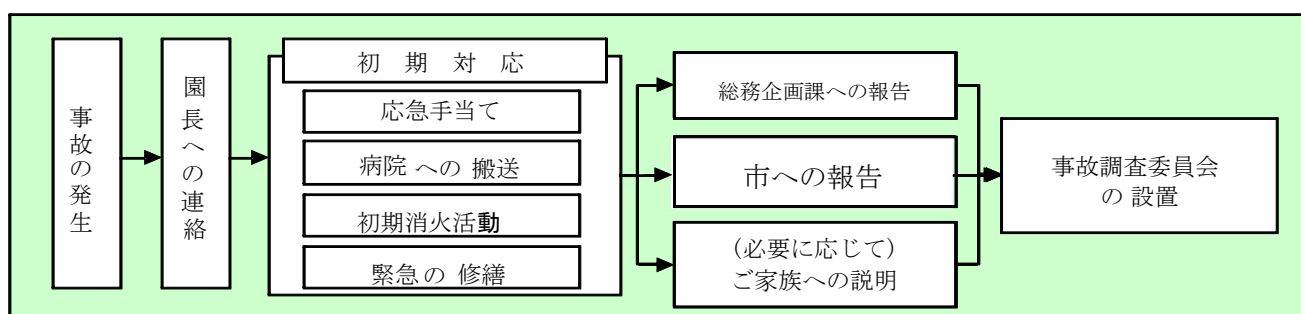 事故の発生
園長への連絡
初期対応
応急手当て
病院への搬送
初期消火活動
緊急の修繕
総務企画課への報告
市への報告
(必要に応じて)
ご家族への説明
事故調査委員会
の設置